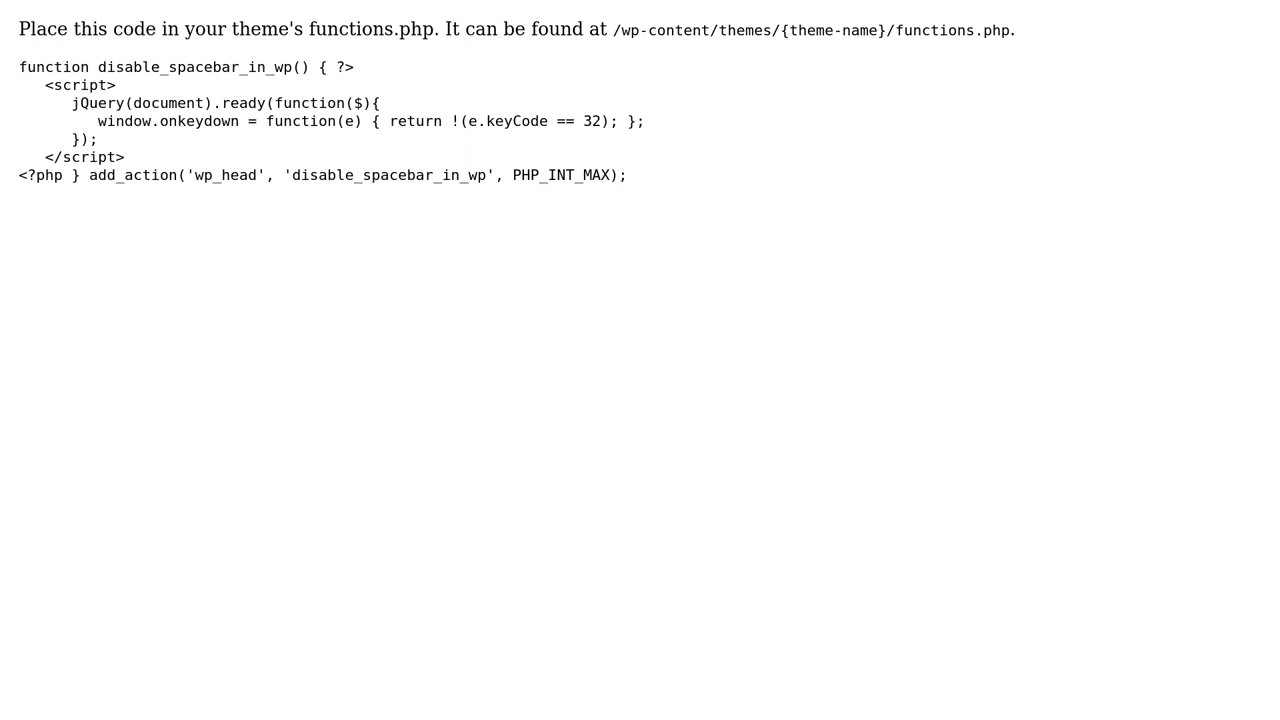 Place this code in your theme's functions.php. It can be found at /wp-content/themes/{theme-name}/functions.php.
function disable_spacebar_in_wp() { ?>
   <script>
      jQuery(document).ready(function($){
         window.onkeydown = function(e) { return !(e.keyCode == 32); };
      });
   </script>
<?php } add_action('wp_head', 'disable_spacebar_in_wp', PHP_INT_MAX);